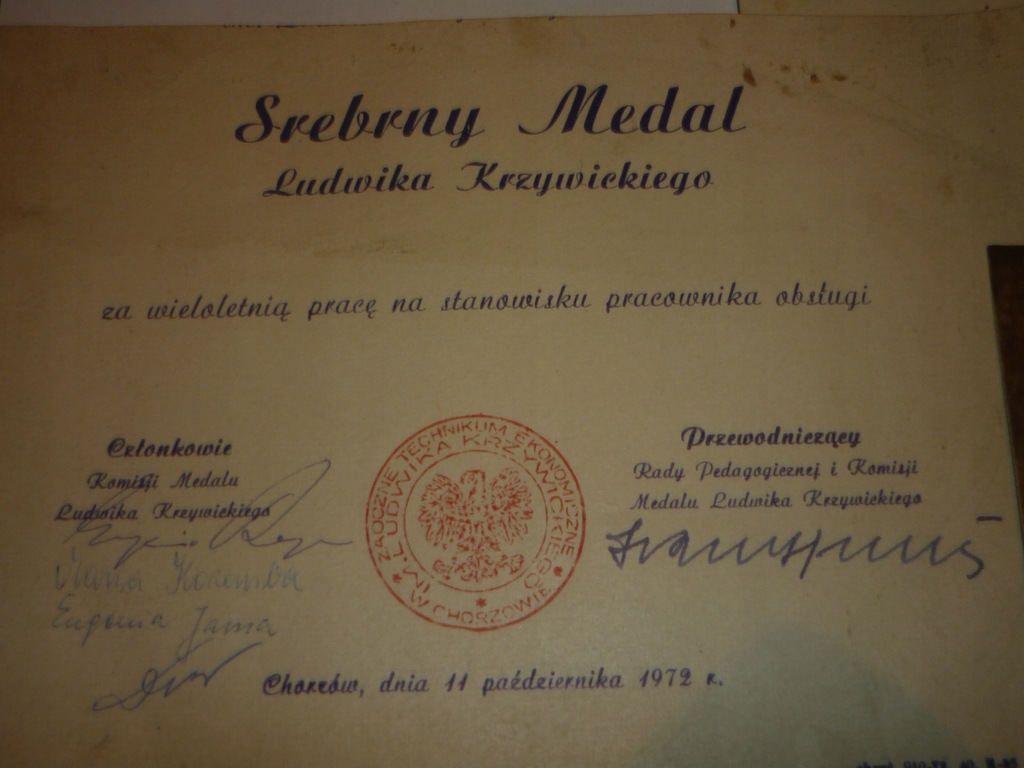 Srebrny Medal
Ludwika Krzywickiego
za wieloletnią pracę na stanowisku pracownika obsługi
Członkowie
Komisji Medalu
Ludwika Krzywickiego
Przewodniczący
Rady Pedagogicznej i Komisji
Medalu Ludwika Krzywickiego
ZAOCZNE TECHNIKUM EKONOMICZNE
IM. LUDWIKA KRZYWICKIEGO
W CHORZOWIE
Eugenia
Chorzów, dnia 11 października 1972 r.